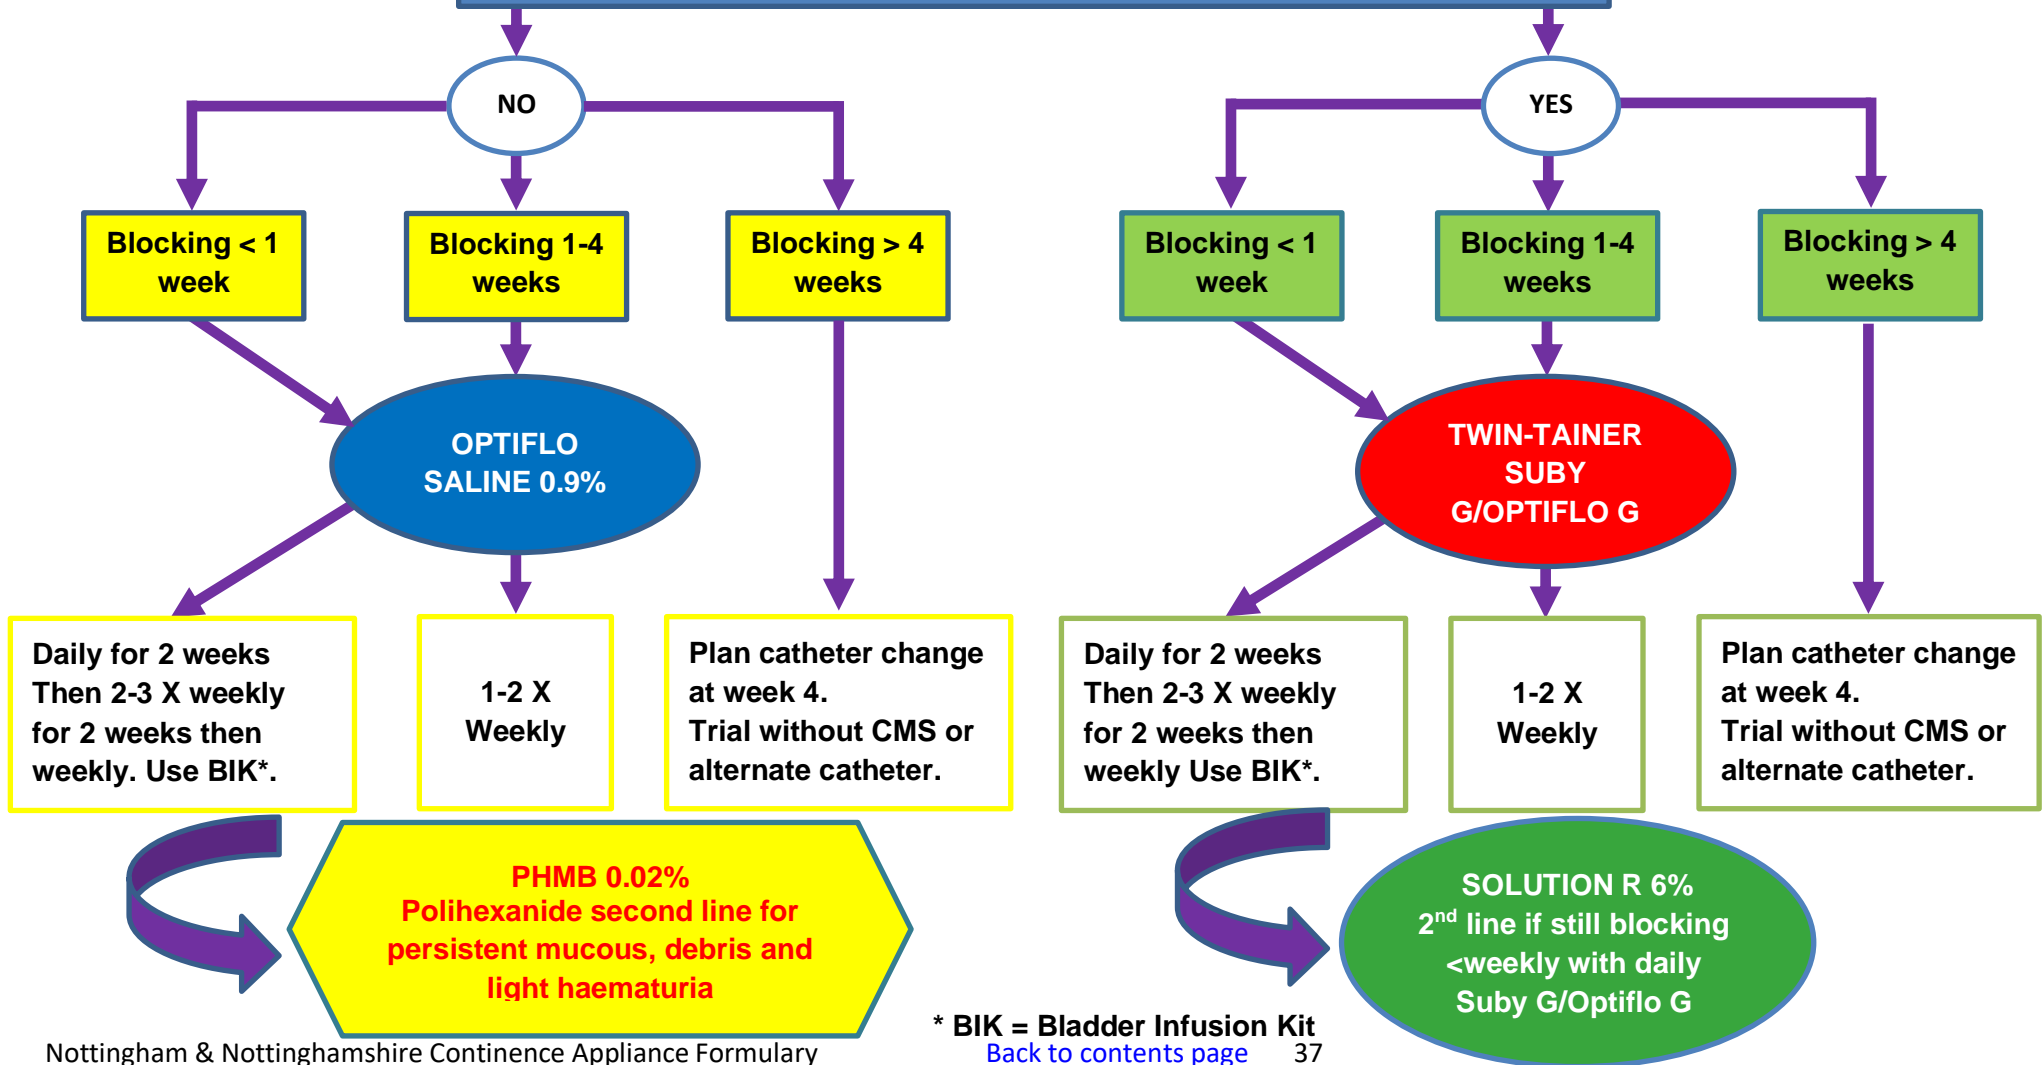 NO
YES
Blocking < 1
week
Blocking 1-4
weeks
Blocking > 4
weeks
Blocking < 1
week
Blocking 1-4
weeks
Blocking > 4
weeks
OPTIFLO
SALINE 0.9%
TWIN-TAINER
SUBY
G/OPTIFLO G
Daily for 2 weeks
Then 2-3 X weekly
for 2 weeks then
weekly. Use BIK*.
1-2 X
Weekly
Plan catheter change
at week 4.
Trial without CMS or
alternate catheter.
Daily for 2 weeks
Then 2-3 X weekly
for 2 weeks then
weekly Use BIK*.
1-2 X
Weekly
Plan catheter change
at week 4.
Trial without CMS or
alternate catheter.
PHMB 0.02%
Polihexanide second line for
persistent mucous, debris and
light haematuria
SOLUTION R 6%
2nd line if still blocking
<weekly with daily
Suby G/Optiflo G
* BIK = Bladder Infusion Kit
Nottingham & Nottinghamshire Continence Appliance Formulary
Back to contents page 37